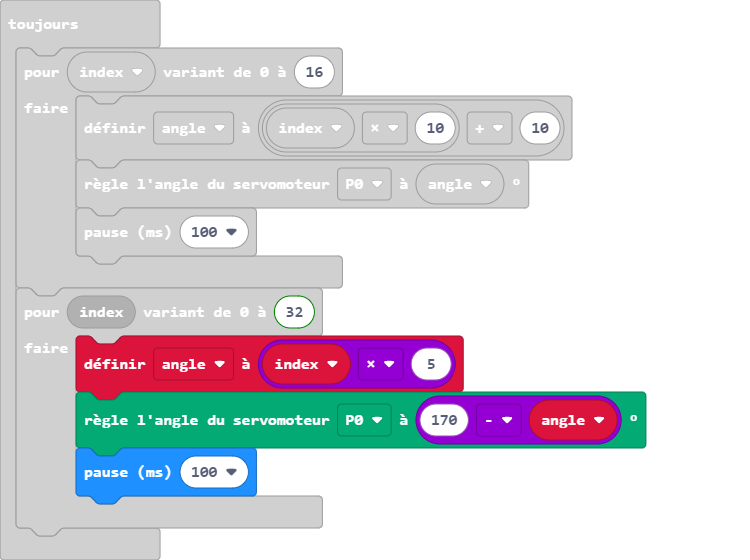 toujours
pour index variant de 0 à 16
faire
définir angle à index × 10 + 10
règle l'angle du servomoteur P0 à angle °
pause (ms) 100
pour index variant de 0 à 32
faire
définir angle à index × 5
règle l'angle du servomoteur P0 à 170 - angle °
pause (ms) 100